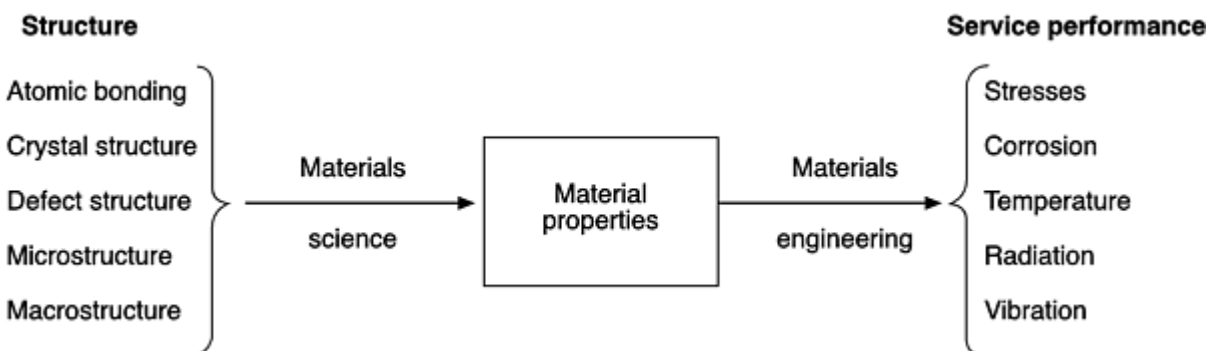 Structure
Atomic bonding
Crystal structure
Defect structure
Microstructure
Macrostructure
Materials
science
Material
properties
Materials
engineering
Service performance
Stresses
Corrosion
Temperature
Radiation
Vibration